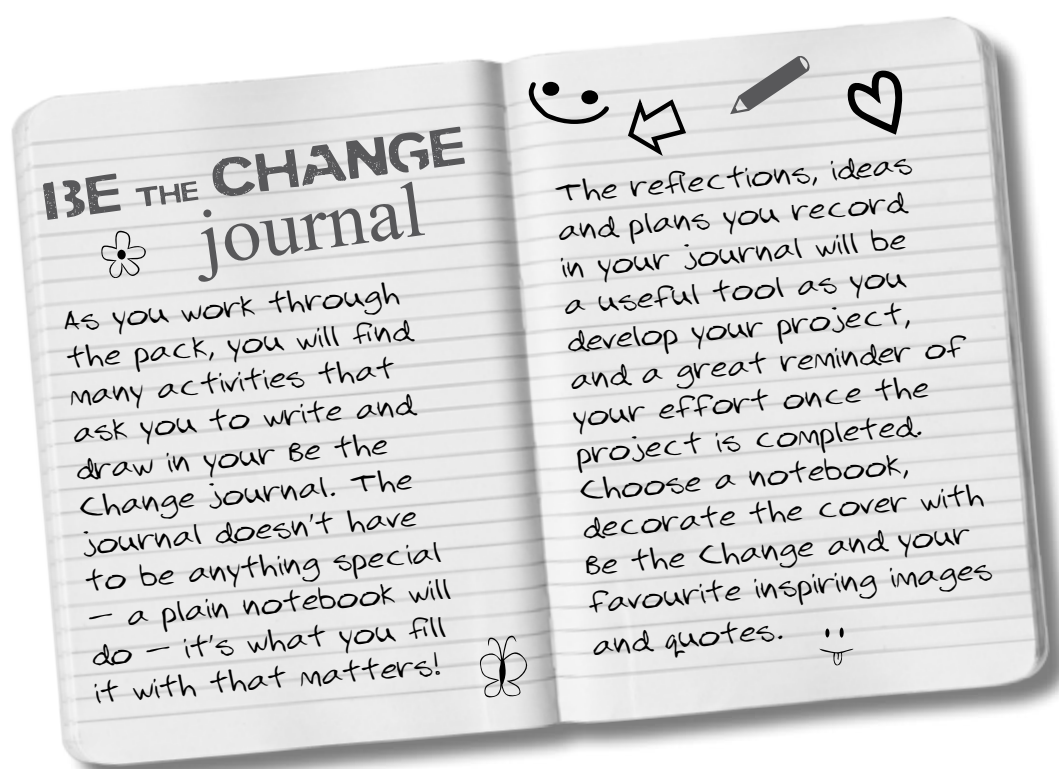 BE THE CHANGE
journal
As you work through
the pack, you will find
many activities that
ask you to write and
draw in your Be the
Change journal. The
journal doesn't have
to be anything special
– a plain notebook will
do – it's what you fill
it with that matters!
The reflections, ideas
and plans you record
in your journal will be
a useful tool as you
develop your project,
and a great reminder of
your effort once the
project is completed.
Choose a notebook,
decorate the cover with
Be the Change and your
favourite inspiring images
and quotes.